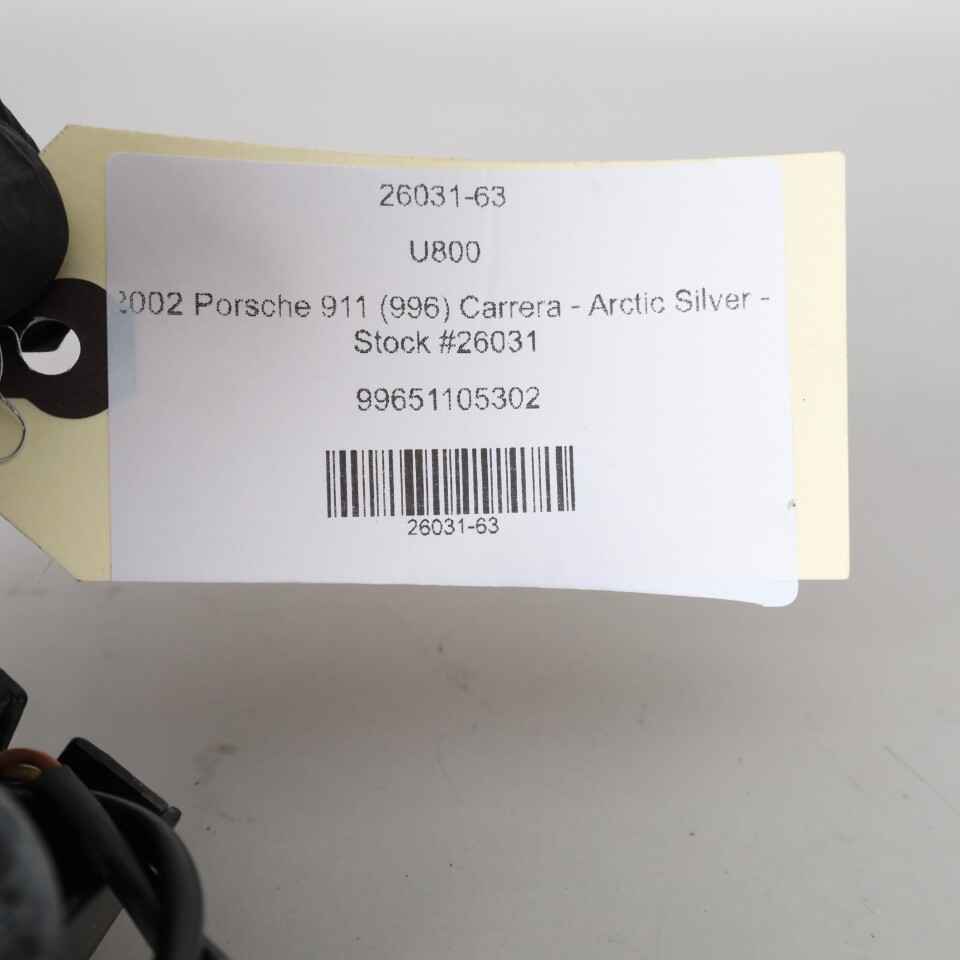 26031-63
U800
2002 Porsche 911 (996) Carrera - Arctic Silver -
Stock #26031
99651105302
26031-63